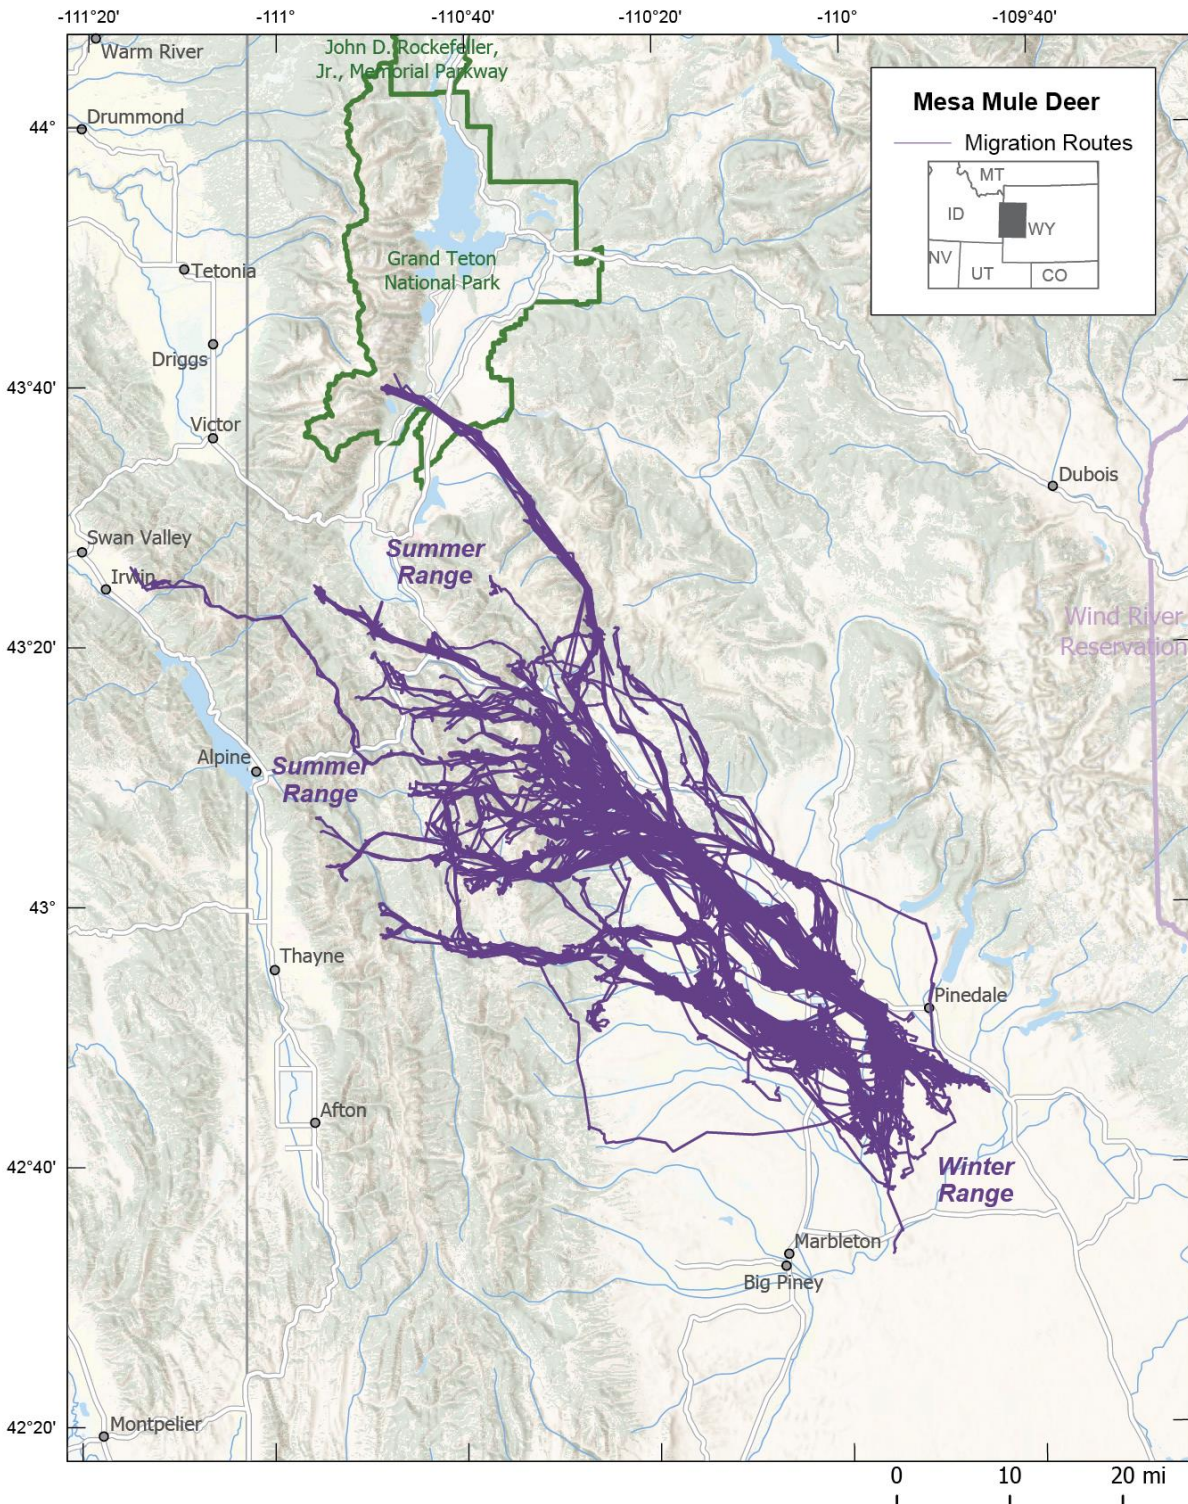 -111°20'
-111°
-110°40'
-110°20'
-110°
-109°40'
Warm River
John D. Rockefeller,
Jr., Memorial Parkway
Mesa Mule Deer
Migration Routes
MT
ID
WY
NV
UT
CO
44°
Drummond
Tetonia
Grand Teton
National Park
Driggs
43°40'
Victor
Dubois
Swan Valley
Irwin
Summer
Range
43°20'
Wind River
Reservation
Alpine
Summer
Range
43°
Thayne
Pinedale
Afton
42°40'
Winter
Range
Marbleton
Big Piney
42°20'
Montpelier
0 10 20 mi